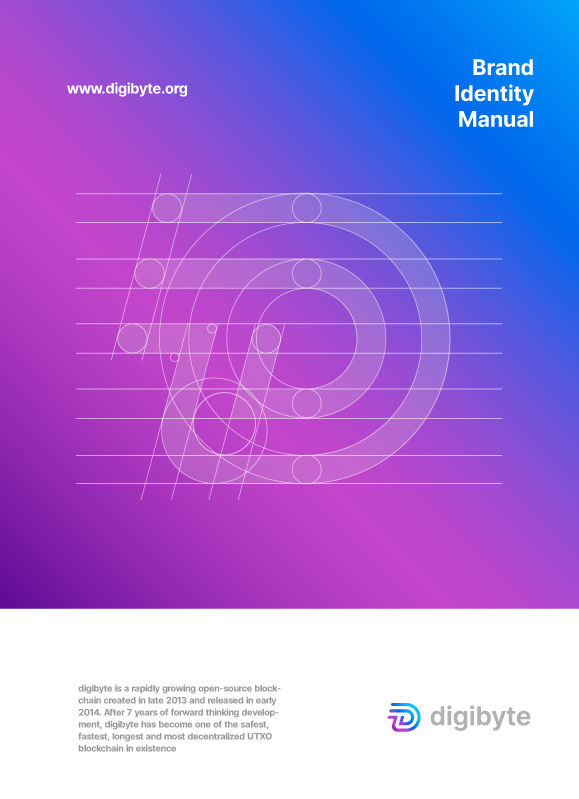 www.digibyte.org
Brand
Identity
Manual
digibyte is a rapidly growing open-source block-
chain created in late 2013 and released in early
2014. After 7 years of forward thinking develop-
ment, digibyte has become one of the safest,
fastest, longest and most decentralized UTXO
blockchain in existence
digibyte